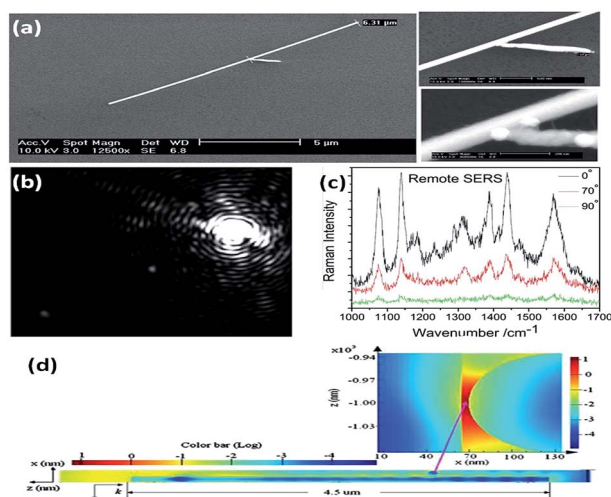 (a)
6.31 µm
Acc.V Spot Magn Det WD
10.0 kV 3.0 12500x SE 6.8
5 µm
(b)
(c)
Remote SERS
0°
70°
90°
Raman Intensity
1000 1100 1200 1300 1400 1500 1600 1700
Wavenumber /cm-1
(d)
x10³
-0.94
-0.97
-1.00
-1.03
z (nm)
10 40 70 100 130
x (nm)
1
0
-1
-2
-3
-4
Color bar (Log)
1 0 -1 -2 -3 -4
x (nm)
z (nm)
k
4.5 um